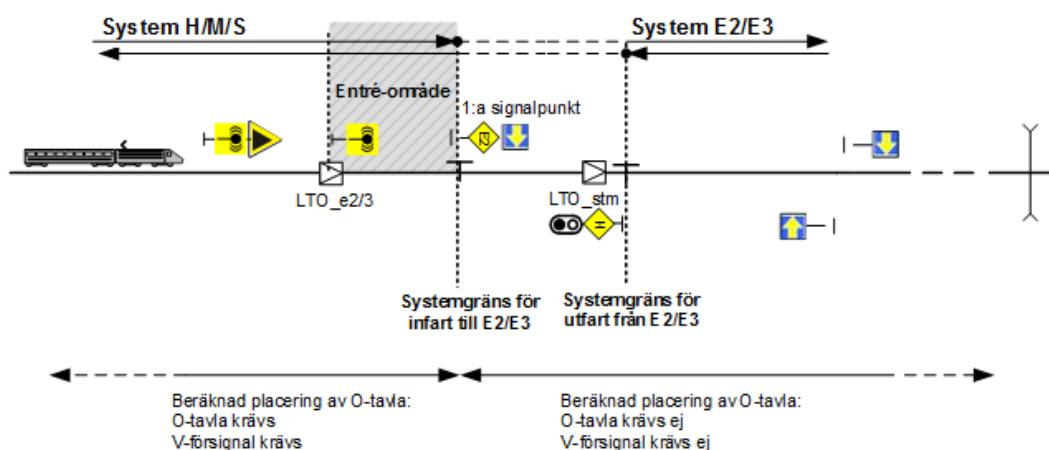 System H/M/S
System E2/E3
Entré-område
1:a signalpunkt
E2
LTO_e2/3
LTO_stm
H
Systemgräns för
infart till E2/E3
Systemgräns för
utfart från E2/E3
Beräknad placering av O-tavla:
O-tavla krävs
V-försignal krävs
Beräknad placering av O-tavla:
O-tavla krävs ej
V-försignal krävs ej